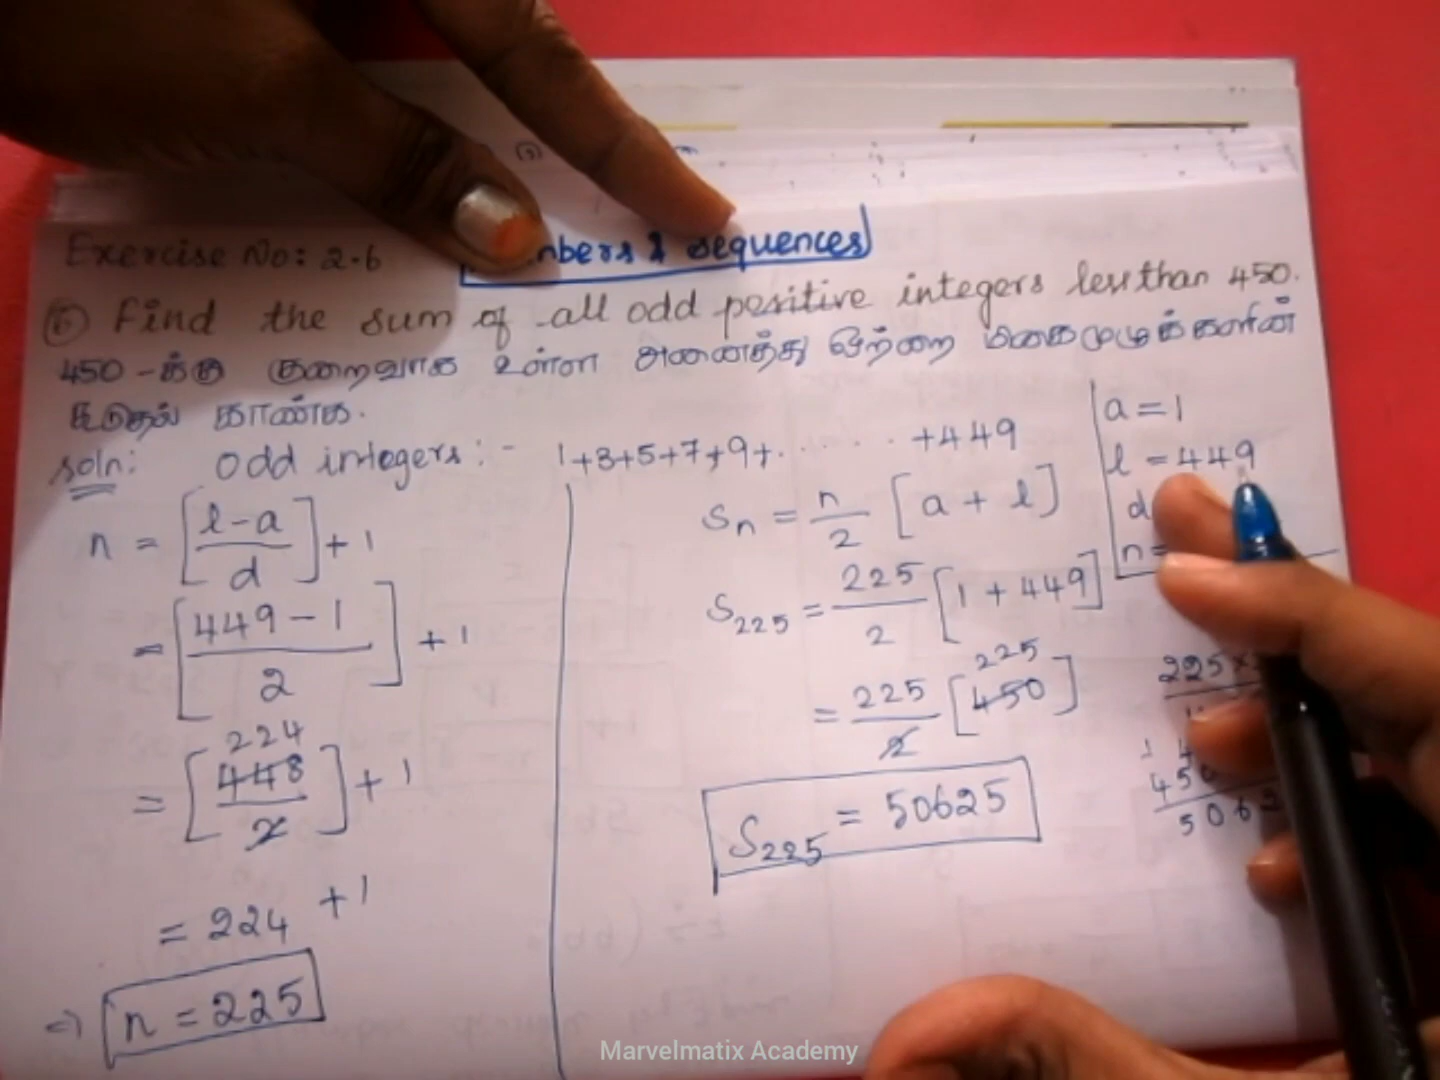 Exercise No: 2.6
& Sequences
⑥ Find the sum of all odd positive integers less than 450.
450 -க்கு குறைவாக உள்ள அனைத்து ஒற்றை மிகை முழுக்களின்
கூடுதல் காண்க.
soln: Odd integers: - 1+3+5+7+9+. . . . . . +449
a = 1
l = 449
d
n =
n = [l-a/d] + 1
= [449 - 1/2] + 1
224
= [448/2] + 1
= 224 + 1
⇒ n = 225
Sn = n/2 [a + l]
S225 = 225/2 [1 + 449]
225
= 225/2 [450]
S225 = 50625
225 ×
Marvelmatix Academy